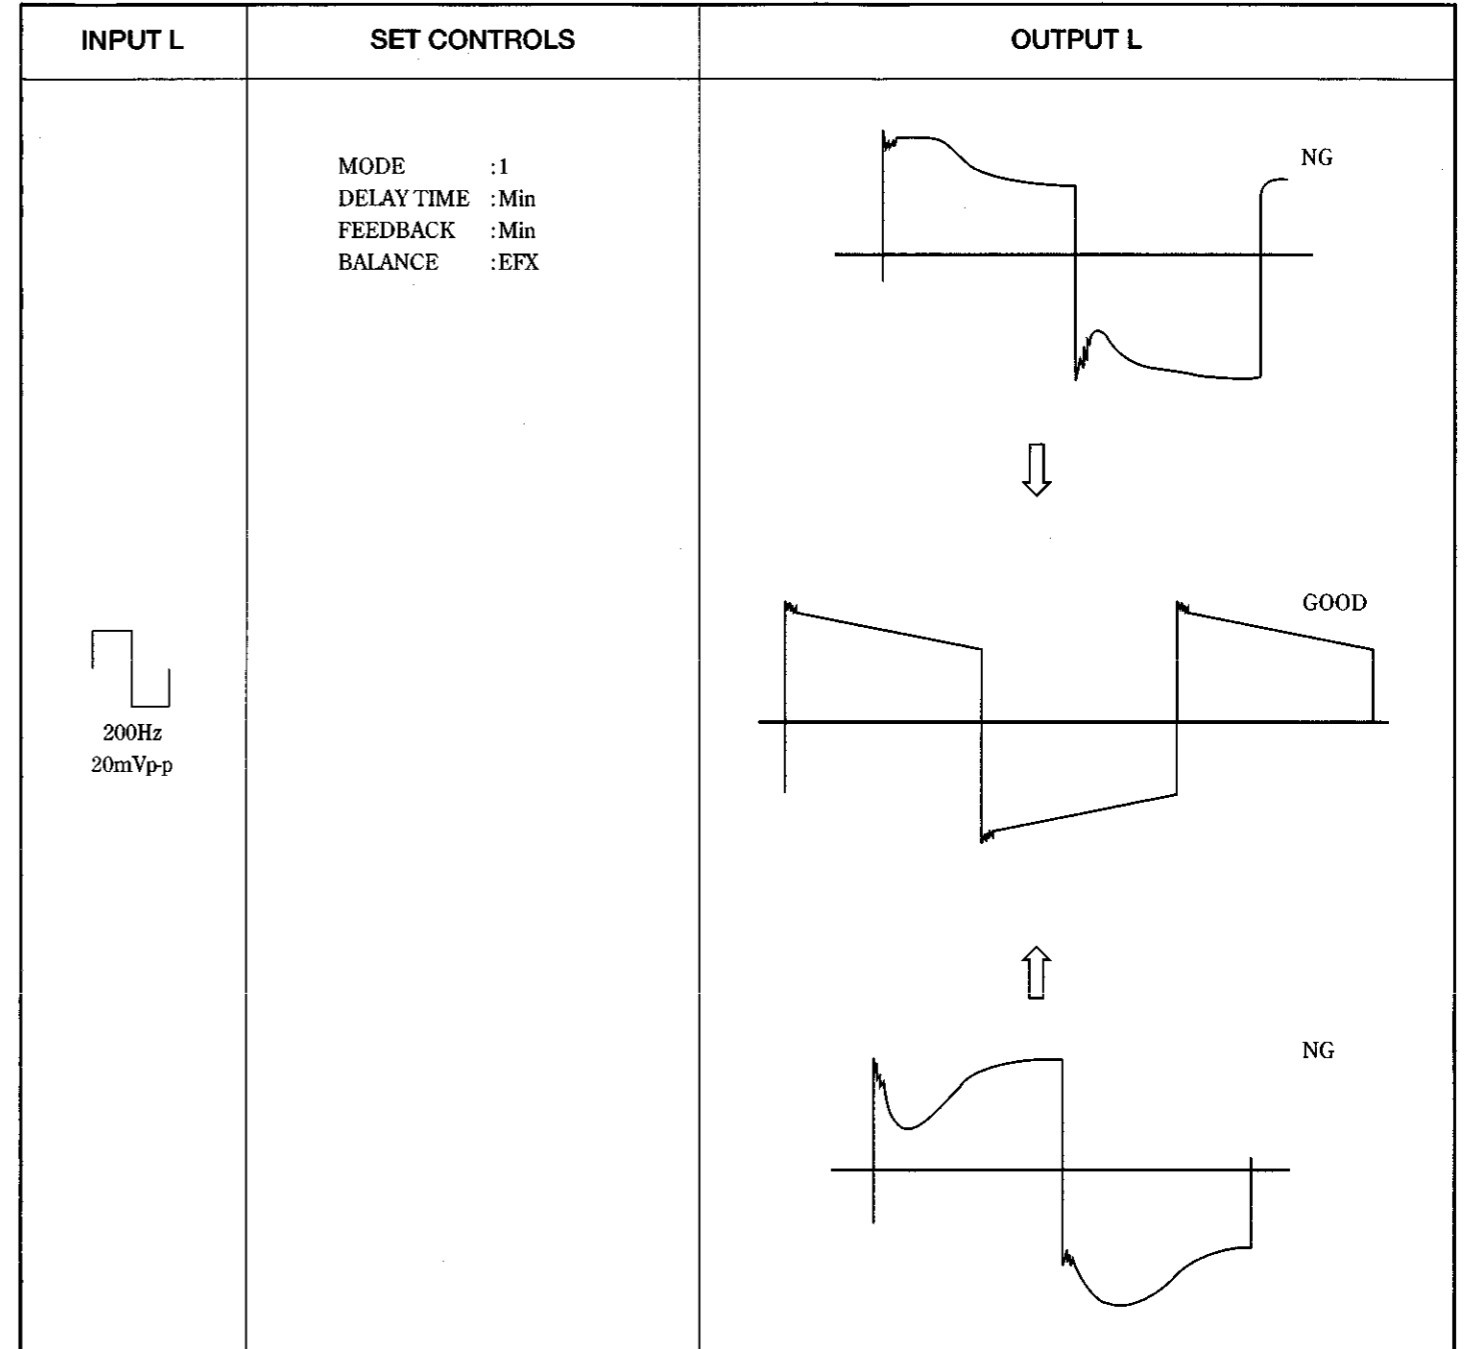 INPUT L SET CONTROLS OUTPUT L
MODE :1
DELAY TIME :Min
FEEDBACK :Min
BALANCE :EFX
NG
GOOD
200Hz
20mVp-p
NG